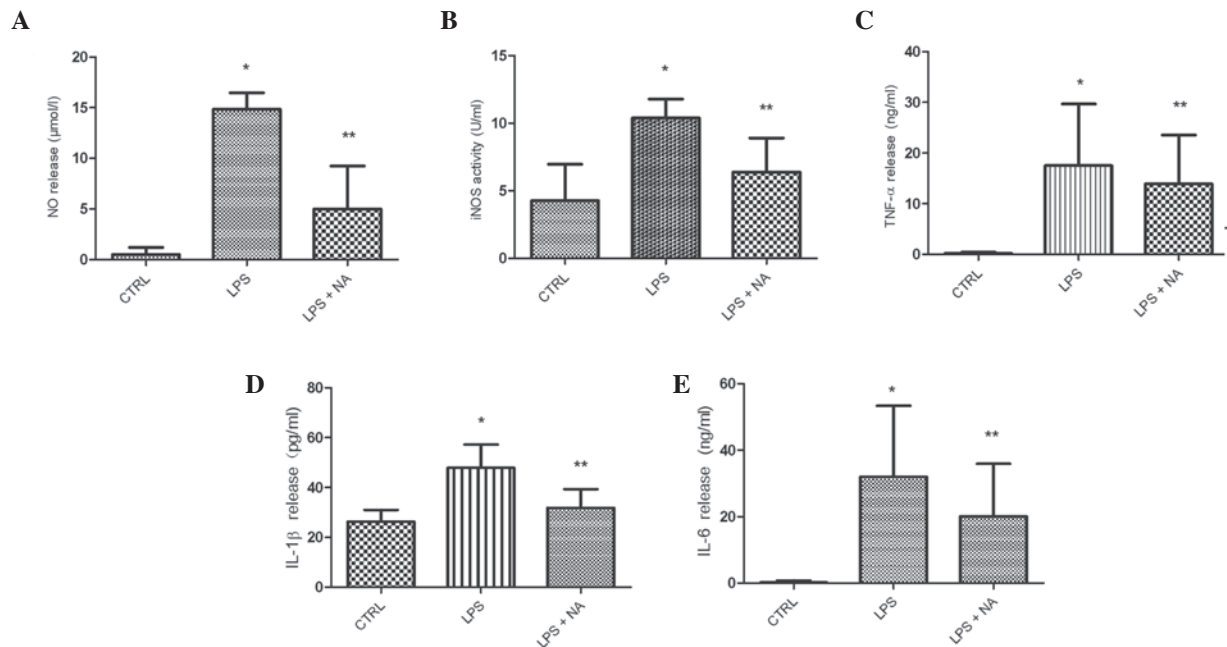 A
NO release (μmol/l)
20
15
10
5
0
*
**
CTRL
LPS
LPS + NA
B
iNOS activity (U/ml)
15
10
5
0
*
**
CTRL
LPS
LPS + NA
C
TNF-α release (ng/ml)
40
30
20
10
0
*
**
CTRL
LPS
LPS + NA
D
IL-1β release (pg/ml)
80
60
40
20
0
*
**
CTRL
LPS
LPS + NA
E
IL-6 release (ng/ml)
60
40
20
0
*
**
CTRL
LPS
LPS + NA